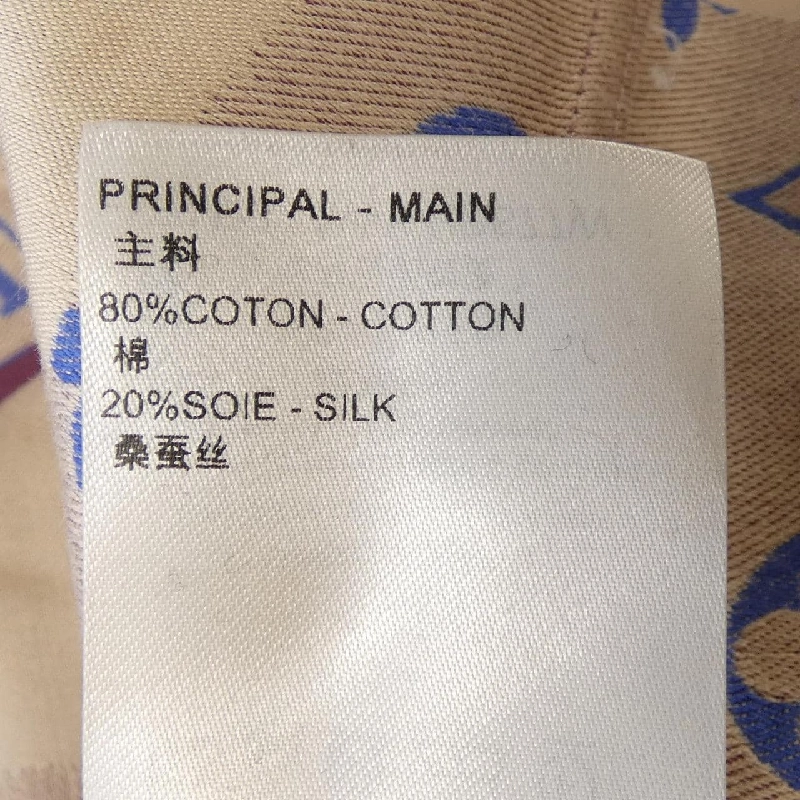 PRINCIPAL - MAIN
主料
80%COTON - COTTON
棉
20%SOIE - SILK
桑蚕丝